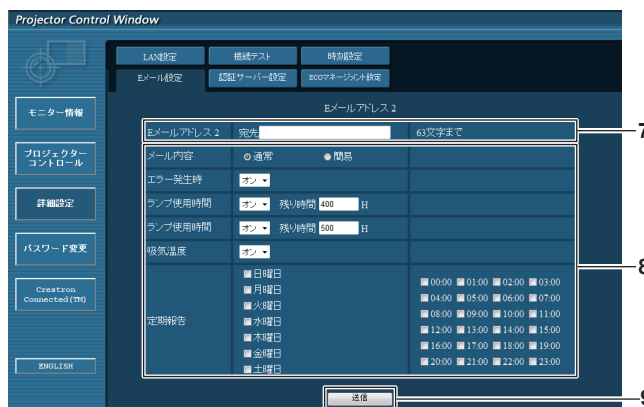 Projector Control Window
LAN設定 接続テスト 時刻設定
Eメール設定 認証サーバー設定 ECOマネージメント設定
モニター情報
プロジェクター
コントロール
詳細設定
パスワード変更
Crestron
Connected(TM)
ENGLISH
Eメールアドレス 2
Eメールアドレス 2 宛先 63文字まで 7
メール内容 通常 簡易
エラー発生時 オン
ランプ使用時間 オン 残り時間 400 H
ランプ使用時間 オン 残り時間 500 H
吸気温度 オン
8
定期報告
日曜日
月曜日
火曜日
水曜日
木曜日
金曜日
土曜日
00:00 01:00 02:00 03:00
04:00 05:00 06:00 07:00
08:00 09:00 10:00 11:00
12:00 13:00 14:00 15:00
16:00 17:00 18:00 19:00
20:00 21:00 22:00 23:00
送信 9